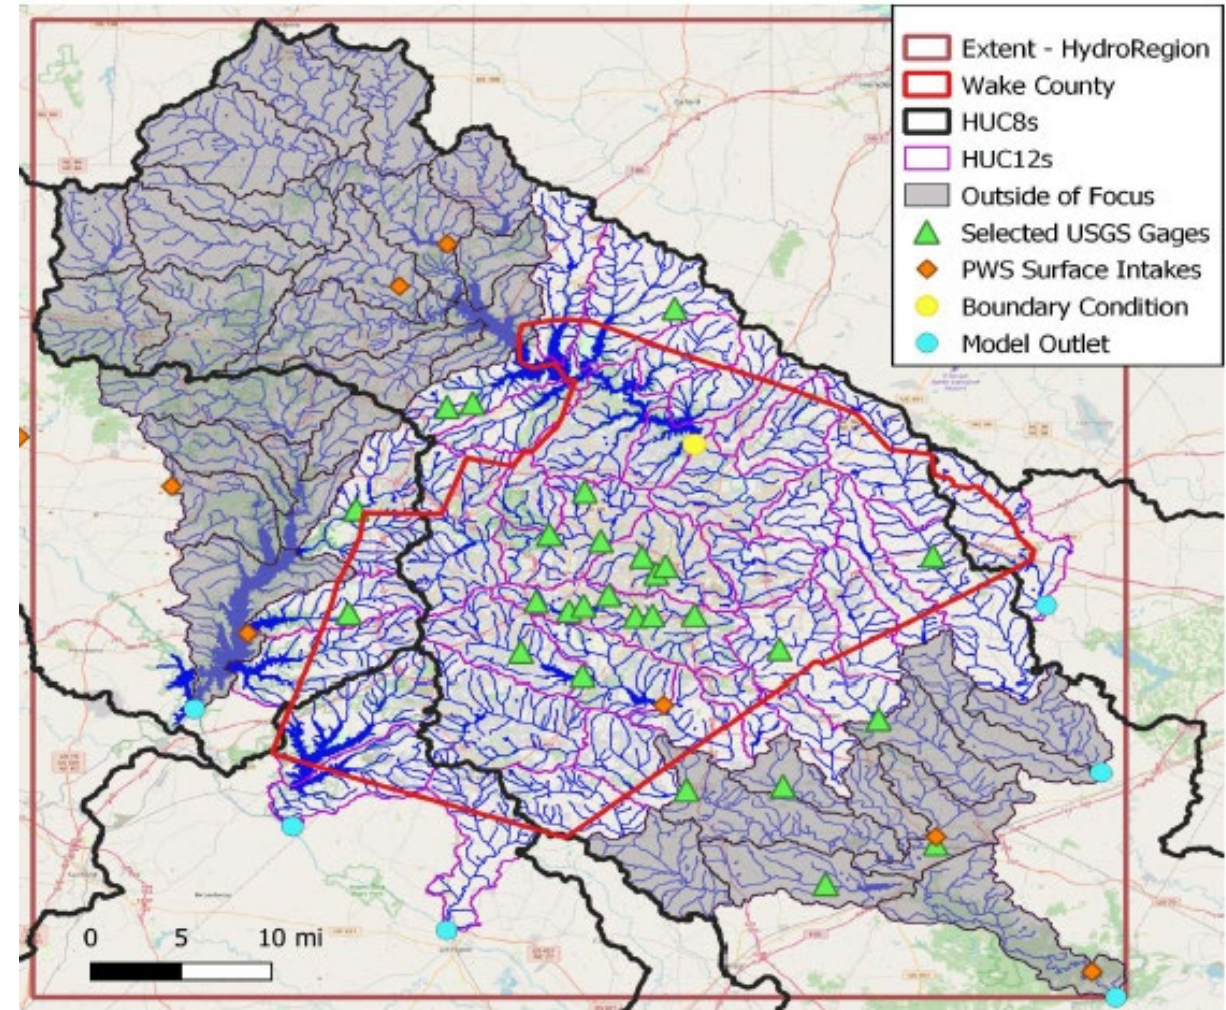 Extent - HydroRegion
Wake County
HUC8s
HUC12s
Outside of Focus
Selected USGS Gages
PWS Surface Intakes
Boundary Condition
Model Outlet
0 5 10 mi